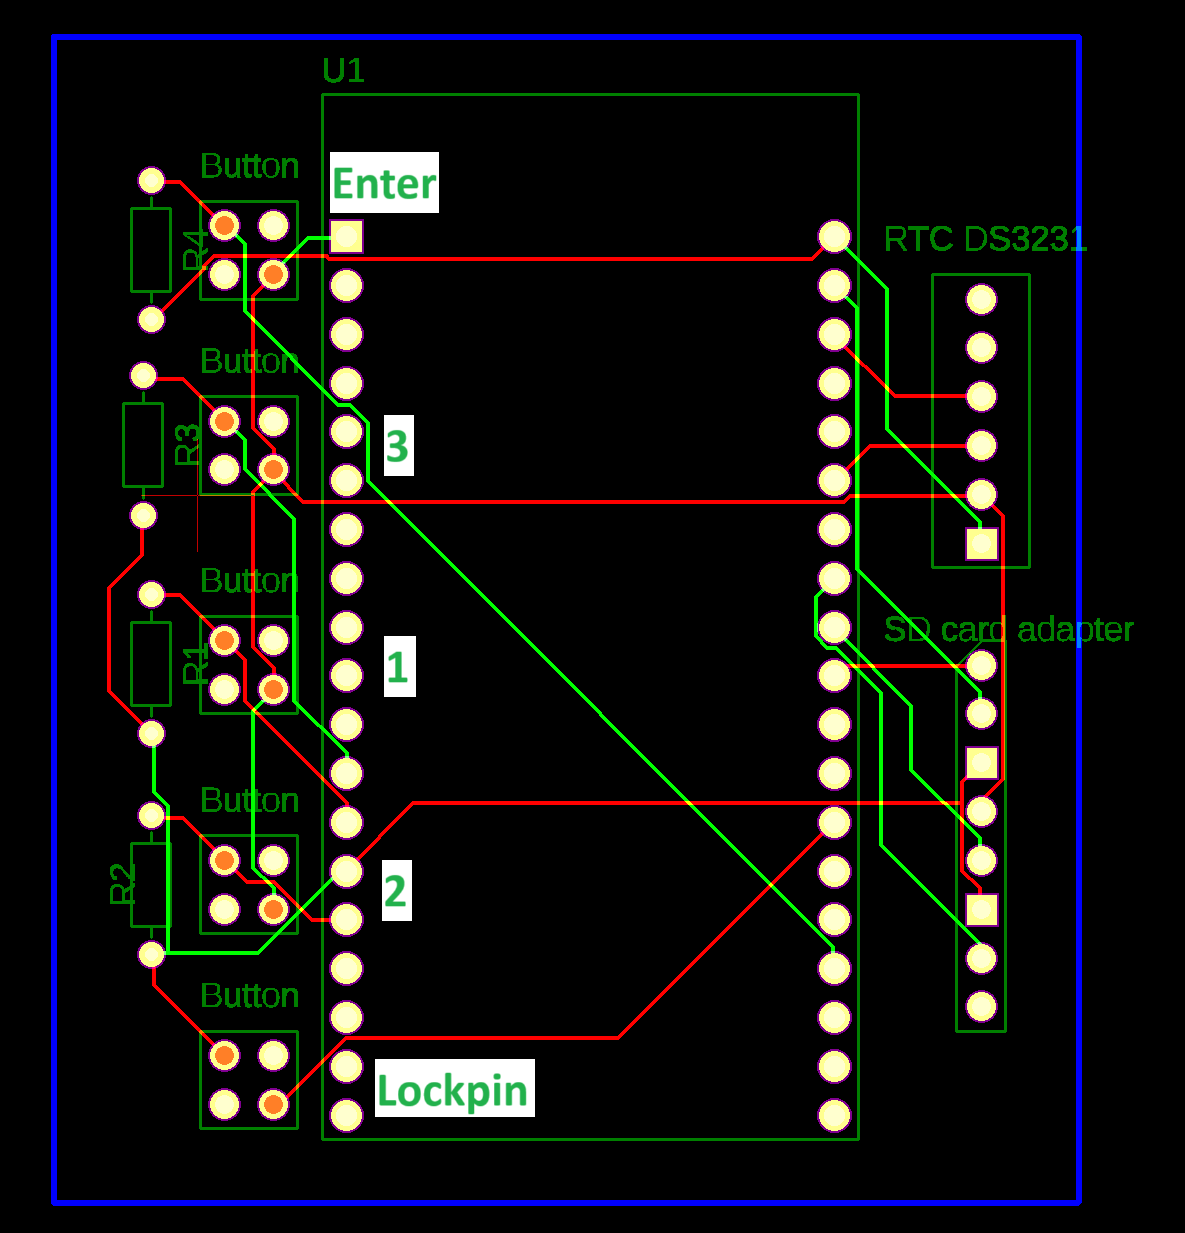 U1
Button
Enter
R4
RTC DS3231
Button
3
R3
Button
SD card adapter
R1
1
Button
R2
2
Button
Lockpin